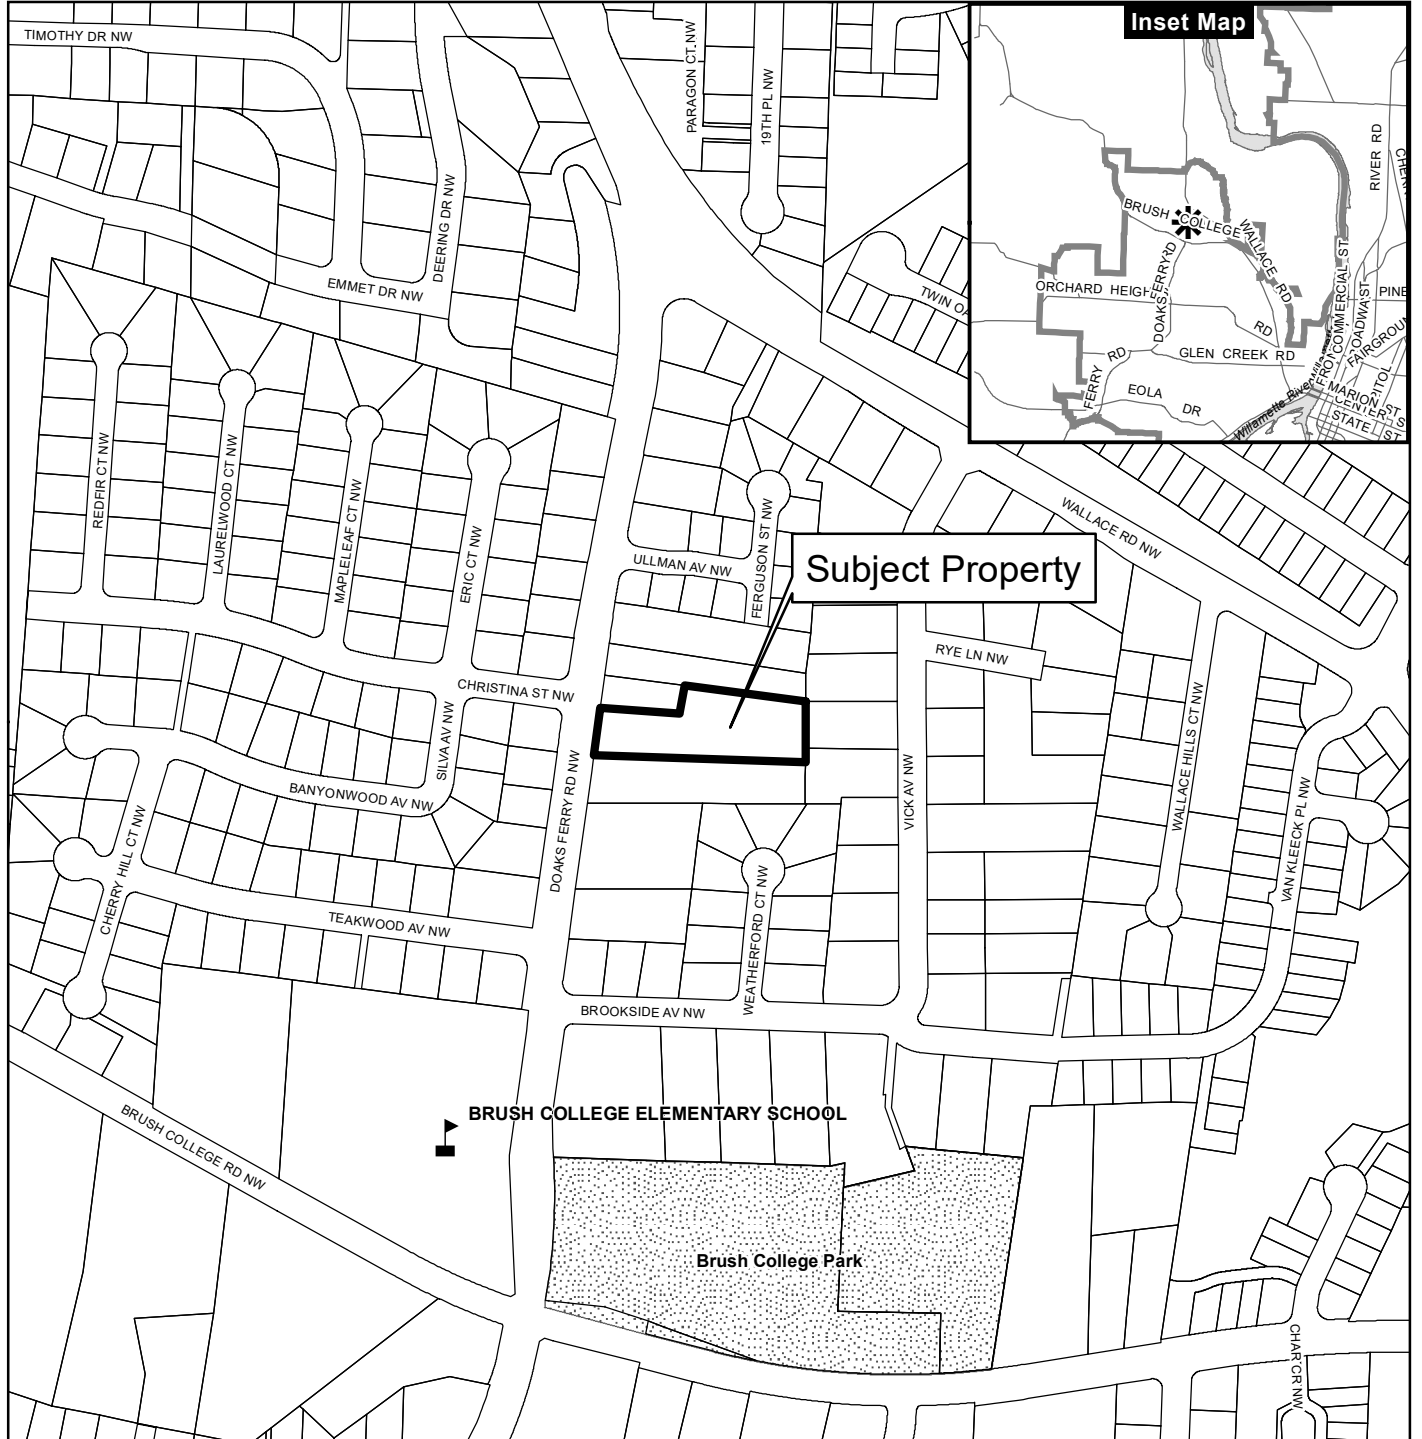 TIMOTHY DR NW
PARAGON CT NW
19TH PL NW
DEERING DR NW
EMMET DR NW
Inset Map
RIVER RD
BRUSH COLLEGE
WALLACE RD
DOAKS FERRY RD
ORCHARD HEIGH
RD
GLEN CREEK RD
FERRY RD
EOLA DR
COMMERCIAL ST
PINE
MARION ST
CENTER ST
STATE ST
Willamette River
REDFIR CT NW
LAURELWOOD CT NW
MAPLELEAF CT NW
ERIC CT NW
WALLACE RD NW
ULLMAN AV NW
FERGUSON ST NW
Subject Property
RYE LN NW
CHRISTINA ST NW
SILVA AV NW
BANYONWOOD AV NW
DOAKS FERRY RD NW
VICK AV NW
WALLACE HILLS CT NW
VAN KLEECK PL NW
CHERRY HILL CT NW
TEAKWOOD AV NW
WEATHERFORD CT NW
BROOKSIDE AV NW
BRUSH COLLEGE RD NW
BRUSH COLLEGE ELEMENTARY SCHOOL
Brush College Park